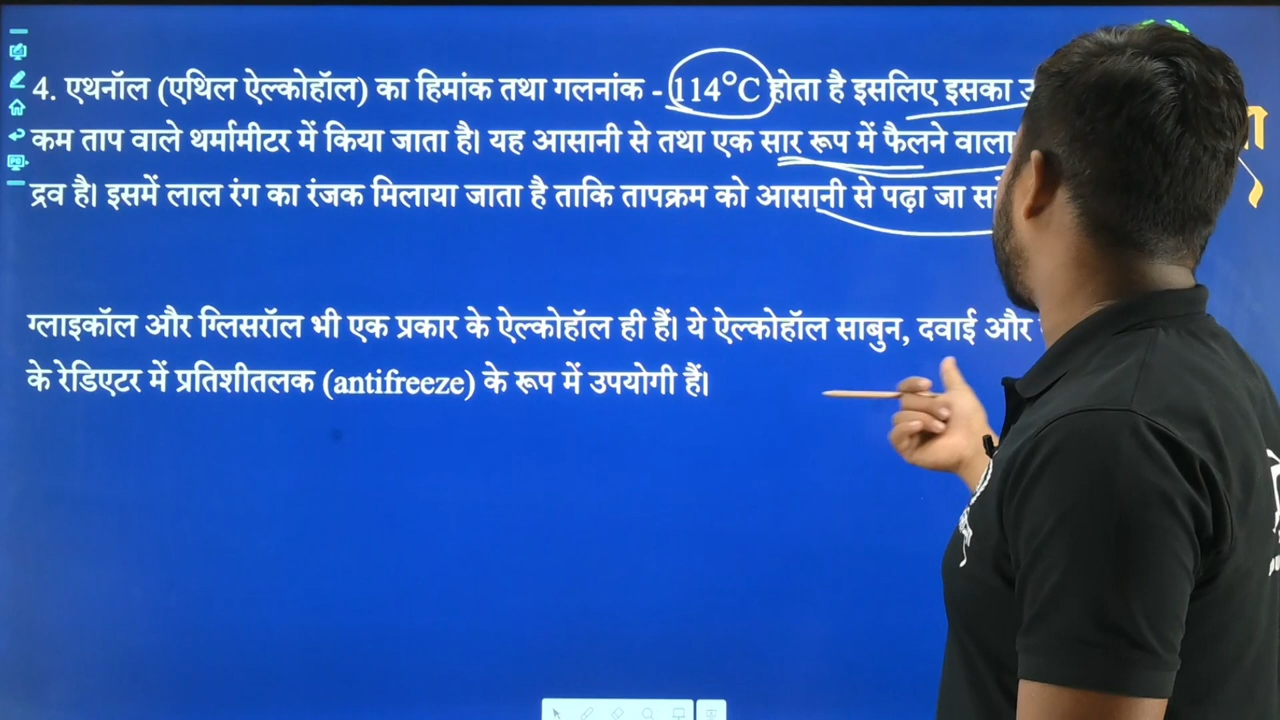 4. एथनॉल (एथिल ऐल्कोहॉल) का हिमांक तथा गलनांक - 114°C होता है इसलिए इसका
कम ताप वाले थर्मामीटर में किया जाता है। यह आसानी से तथा एक सार रूप में फैलने वाला
द्रव है। इसमें लाल रंग का रंजक मिलाया जाता है ताकि तापक्रम को आसानी से पढ़ा जा
ग्लाइकॉल और ग्लिसरॉल भी एक प्रकार के ऐल्कोहॉल ही हैं। ये ऐल्कोहॉल साबुन, दवाई और
के रेडिएटर में प्रतिशीतलक (antifreeze) के रूप में उपयोगी हैं।